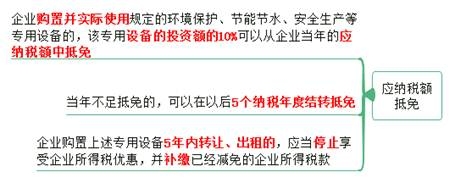 企业购置并实际使用规定的环境保护、节能节水、安全生产等
专用设备的，该专用设备的投资额的10%可以从企业当年的应
纳税额中抵免
当年不足抵免的，可以在以后5个纳税年度结转抵免
企业购置上述专用设备5年内转让、出租的，应当停止享
受企业所得税优惠，并补缴已经减免的企业所得税款
应纳税额
抵免